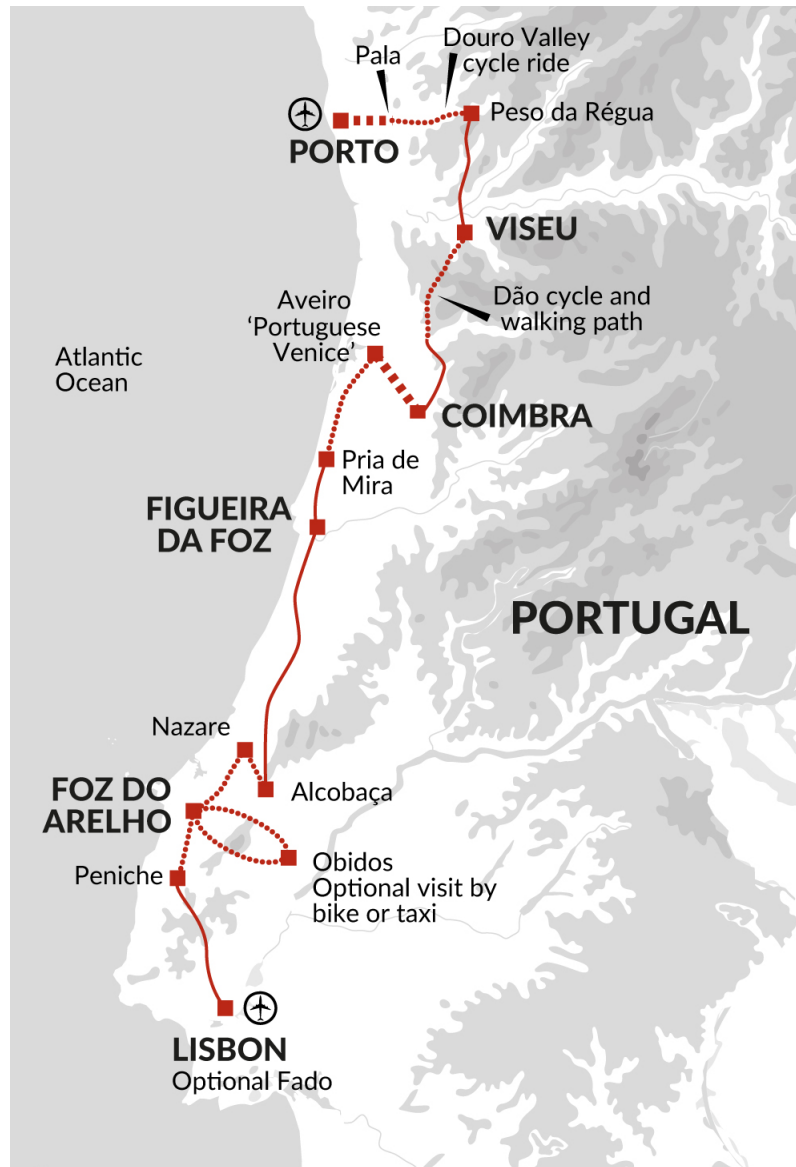 Douro Valley
cycle ride
Pala
Peso da Régua
PORTO
VISEU
Dão cycle and
walking path
Aveiro
‘Portuguese
Venice’
Atlantic
Ocean
COIMBRA
Pria de
Mira
FIGUEIRA
DA FOZ
PORTUGAL
Nazare
FOZ DO
ARELHO
Alcobaça
Obidos
Optional visit by
bike or taxi
Peniche
LISBON
Optional Fado